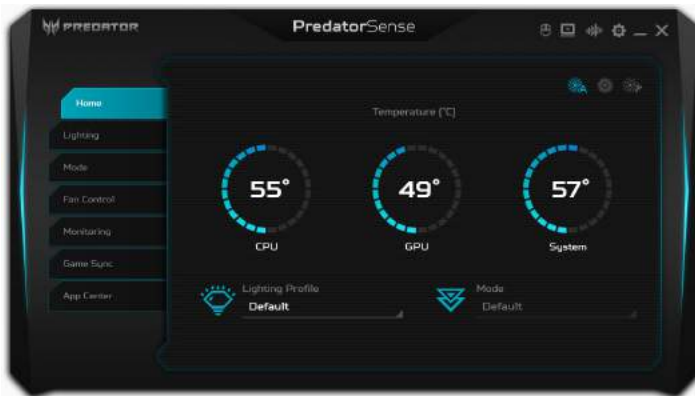 PREDATOR
PredatorSense
Home
Lighting
Mode
Fan Control
Monitoring
Game Sync
App Center
Temperature (°C)
55°
CPU
49°
GPU
57°
System
Lighting Profile
Default
Mode
Default